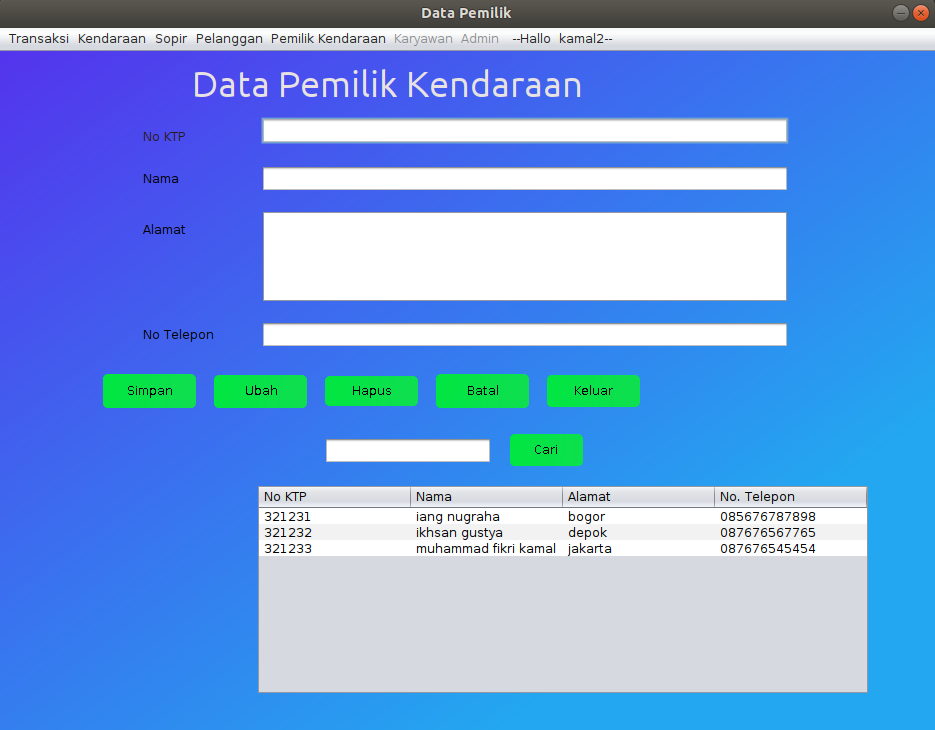 Data Pemilik
Transaksi Kendaraan Sopir Pelanggan Pemilik Kendaraan Karyawan Admin --Hallo kamal2--
Data Pemilik Kendaraan
No KTP
Nama
Alamat
No Telepon
Simpan Ubah Hapus Batal Keluar
Cari
No KTP Nama Alamat No. Telepon
321231 iang nugraha bogor 085676787898
321232 ikhsan gustya depok 087676567765
321233 muhammad fikri kamal jakarta 087676545454